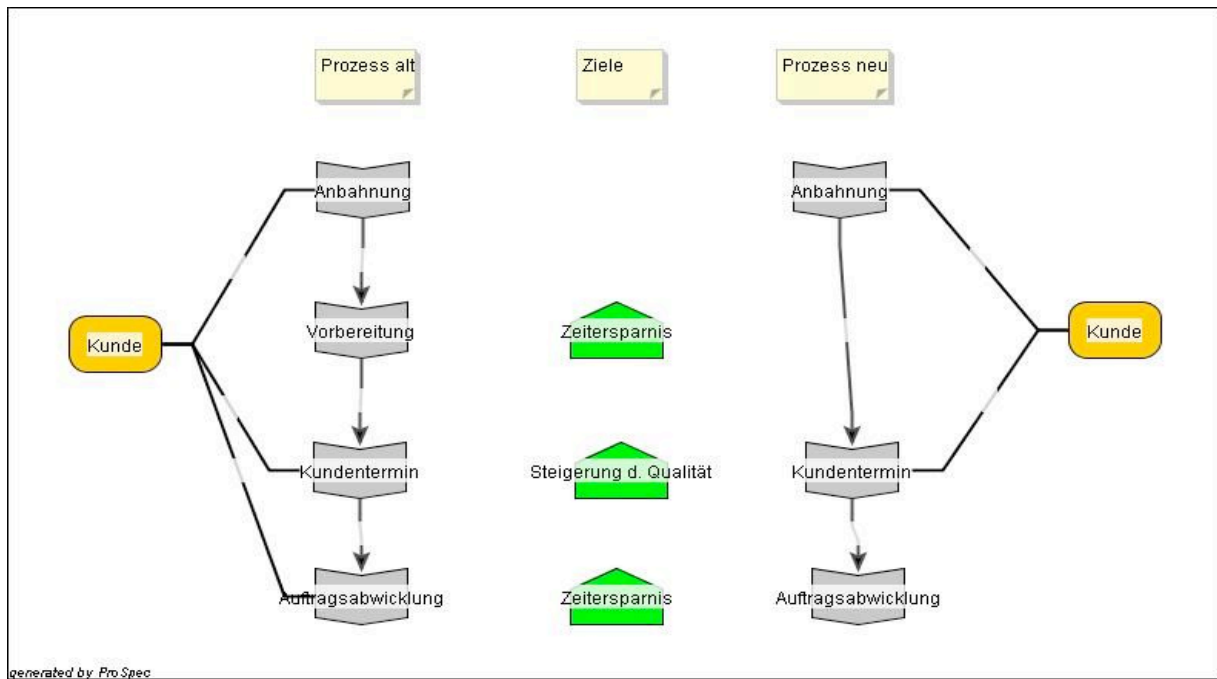 Prozess alt
Ziele
Prozess neu
Anbahnung
Anbahnung
Vorbereitung
Zeitersparnis
Kunde
Kunde
Kundentermin
Steigerung d. Qualität
Kundentermin
Auftragsabwicklung
Zeitersparnis
Auftragsabwicklung
generated by ProSpec